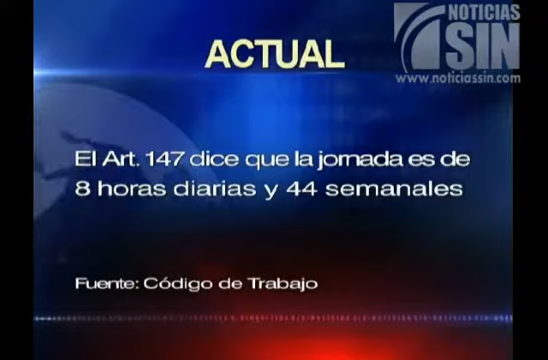 NOTICIAS
SIN
www.noticiassin.com
ACTUAL
El Art. 147 dice que la jornada es de
8 horas diarias y 44 semanales
Fuente: Código de Trabajo